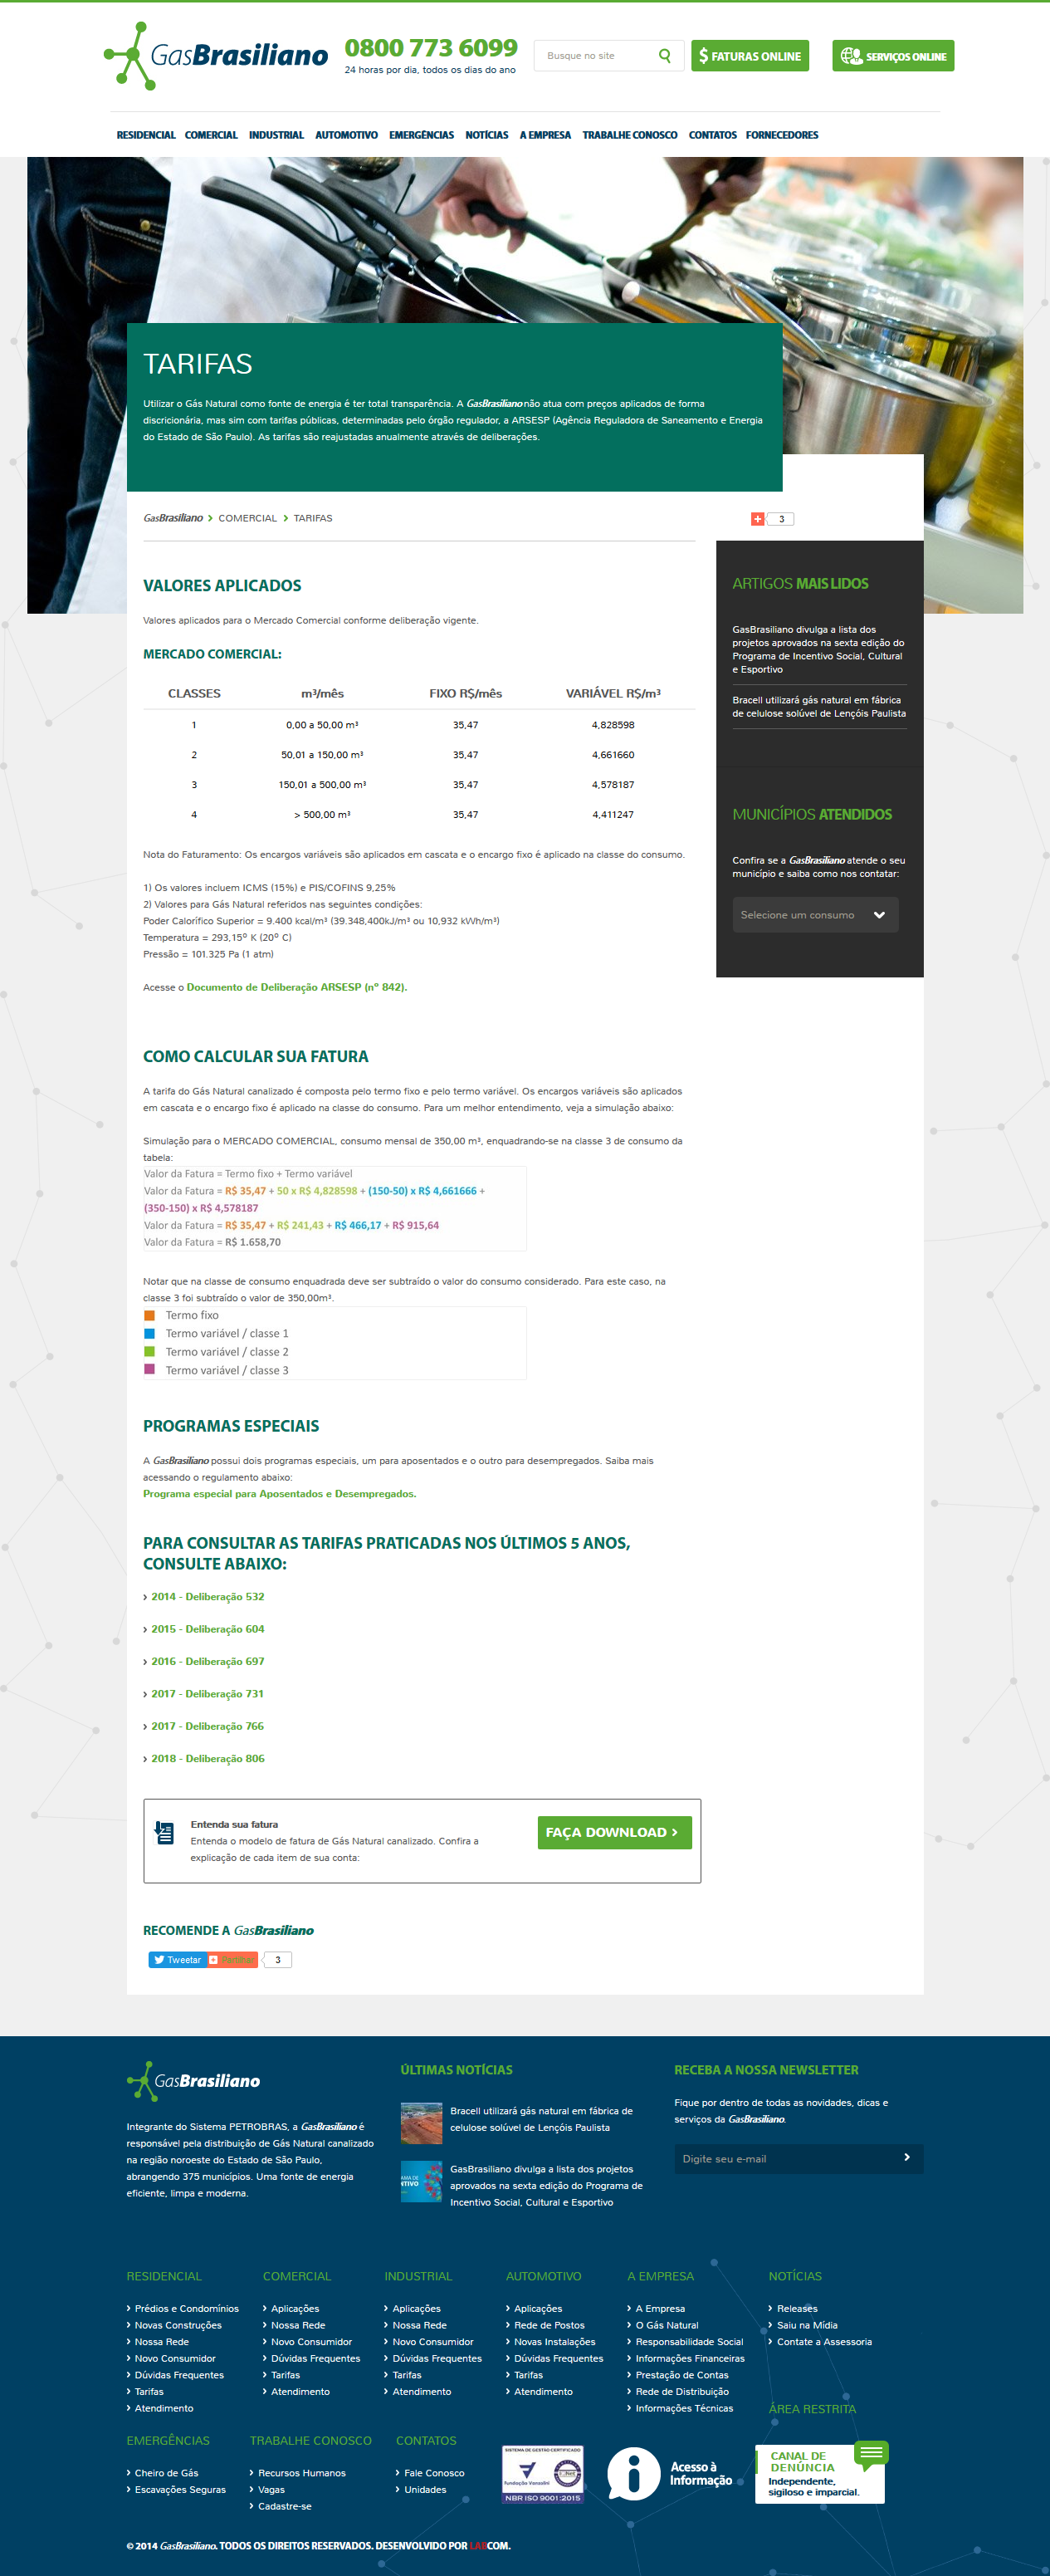 GasBrasiliano
0800 773 6099
24 horas por dia, todos os dias do ano
Busque no site
$ FATURAS ONLINE
SERVIÇOS ONLINE
RESIDENCIAL COMERCIAL INDUSTRIAL AUTOMOTIVO EMERGÊNCIAS NOTÍCIAS A EMPRESA TRABALHE CONOSCO CONTATOS FORNECEDORES
TARIFAS
Utilizar o Gás Natural como fonte de energia é ter total transparência. A GasBrasiliano não atua com preços aplicados de forma
discricionária, mas sim com tarifas públicas, determinadas pelo órgão regulador, a ARSESP (Agência Reguladora de Saneamento e Energia
do Estado de São Paulo). As tarifas são reajustadas anualmente através de deliberações.
GasBrasiliano > COMERCIAL > TARIFAS
3
VALORES APLICADOS
Valores aplicados para o Mercado Comercial conforme deliberação vigente.
MERCADO COMERCIAL:
CLASSES m³/mês FIXO R$/mês VARIÁVEL R$/m³
1 0,00 a 50,00 m³ 35,47 4,828598
2 50,01 a 150,00 m³ 35,47 4,661660
3 150,01 a 500,00 m³ 35,47 4,578187
4 > 500,00 m³ 35,47 4,411247
Nota do Faturamento: Os encargos variáveis são aplicados em cascata e o encargo fixo é aplicado na classe do consumo.
1) Os valores incluem ICMS (15%) e PIS/COFINS 9,25%
2) Valores para Gás Natural referidos nas seguintes condições:
Poder Calorífico Superior = 9.400 kcal/m³ (39.348,400kJ/m³ ou 10,932 kWh/m³)
Temperatura = 293,15º K (20º C)
Pressão = 101.325 Pa (1 atm)
Acesse o Documento de Deliberação ARSESP (nº 842).
ARTIGOS MAIS LIDOS
GasBrasiliano divulga a lista dos
projetos aprovados na sexta edição do
Programa de Incentivo Social, Cultural
e Esportivo
Bracell utilizará gás natural em fábrica
de celulose solúvel de Lençóis Paulista
MUNICÍPIOS ATENDIDOS
Confira se a GasBrasiliano atende o seu
município e saiba como nos contatar:
Selecione um consumo
COMO CALCULAR SUA FATURA
A tarifa do Gás Natural canalizado é composta pelo termo fixo e pelo termo variável. Os encargos variáveis são aplicados
em cascata e o encargo fixo é aplicado na classe do consumo. Para um melhor entendimento, veja a simulação abaixo:
Simulação para o MERCADO COMERCIAL, consumo mensal de 350,00 m³, enquadrando-se na classe 3 de consumo da
tabela:
Valor da Fatura = Termo fixo + Termo variável
Valor da Fatura = R$ 35,47 + 50 x R$ 4,828598 + (150-50) x R$ 4,661666 +
(350-150) x R$ 4,578187
Valor da Fatura = R$ 35,47 + R$ 241,43 + R$ 466,17 + R$ 915,64
Valor da Fatura = R$ 1.658,70
Notar que na classe de consumo enquadrada deve ser subtraído o valor do consumo considerado. Para este caso, na
classe 3 foi subtraído o valor de 350,00m³.
Termo fixo
Termo variável / classe 1
Termo variável / classe 2
Termo variável / classe 3
PROGRAMAS ESPECIAIS
A GasBrasiliano possui dois programas especiais, um para aposentados e o outro para desempregados. Saiba mais
acessando o regulamento abaixo:
Programa especial para Aposentados e Desempregados.
PARA CONSULTAR AS TARIFAS PRATICADAS NOS ÚLTIMOS 5 ANOS,
CONSULTE ABAIXO:
> 2014 - Deliberação 532
> 2015 - Deliberação 604
> 2016 - Deliberação 697
> 2017 - Deliberação 731
> 2017 - Deliberação 766
> 2018 - Deliberação 806
Entenda sua fatura
Entenda o modelo de fatura de Gás Natural canalizado. Confira a
explicação de cada item de sua conta:
FAÇA DOWNLOAD >
RECOMENDE A GasBrasiliano
Tweetar Partilhar 3
GasBrasiliano
Integrante do Sistema PETROBRAS, a GasBrasiliano é
responsável pela distribuição de Gás Natural canalizado
na região noroeste do Estado de São Paulo,
abrangendo 375 municípios. Uma fonte de energia
eficiente, limpa e moderna.
ÚLTIMAS NOTÍCIAS
Bracell utilizará gás natural em fábrica de
celulose solúvel de Lençóis Paulista
GasBrasiliano divulga a lista dos projetos
aprovados na sexta edição do Programa de
Incentivo Social, Cultural e Esportivo
RECEBA A NOSSA NEWSLETTER
Fique por dentro de todas as novidades, dicas e
serviços da GasBrasiliano.
Digite seu e-mail
RESIDENCIAL
> Prédios e Condomínios
> Novas Construções
> Nossa Rede
> Novo Consumidor
> Dúvidas Frequentes
> Tarifas
> Atendimento
COMERCIAL
> Aplicações
> Nossa Rede
> Novo Consumidor
> Dúvidas Frequentes
> Tarifas
> Atendimento
INDUSTRIAL
> Aplicações
> Nossa Rede
> Novo Consumidor
> Dúvidas Frequentes
> Tarifas
> Atendimento
AUTOMOTIVO
> Aplicações
> Rede de Postos
> Novas Instalações
> Dúvidas Frequentes
> Tarifas
> Atendimento
A EMPRESA
> A Empresa
> O Gás Natural
> Responsabilidade Social
> Informações Financeiras
> Prestação de Contas
> Rede de Distribuição
> Informações Técnicas
NOTÍCIAS
> Releases
> Saiu na Mídia
> Contate a Assessoria
ÁREA RESTRITA
EMERGÊNCIAS
> Cheiro de Gás
> Escavações Seguras
TRABALHE CONOSCO
> Recursos Humanos
> Vagas
> Cadastre-se
CONTATOS
> Fale Conosco
> Unidades
SISTEMA DE GESTÃO CERTIFICADO
Fundação Vanzolini
NBR ISO 9001:2015
Acesso à
Informação
CANAL DE
DENÚNCIA
Independente,
sigiloso e imparcial.
© 2014 GasBrasiliano. TODOS OS DIREITOS RESERVADOS. DESENVOLVIDO POR LABCOM.